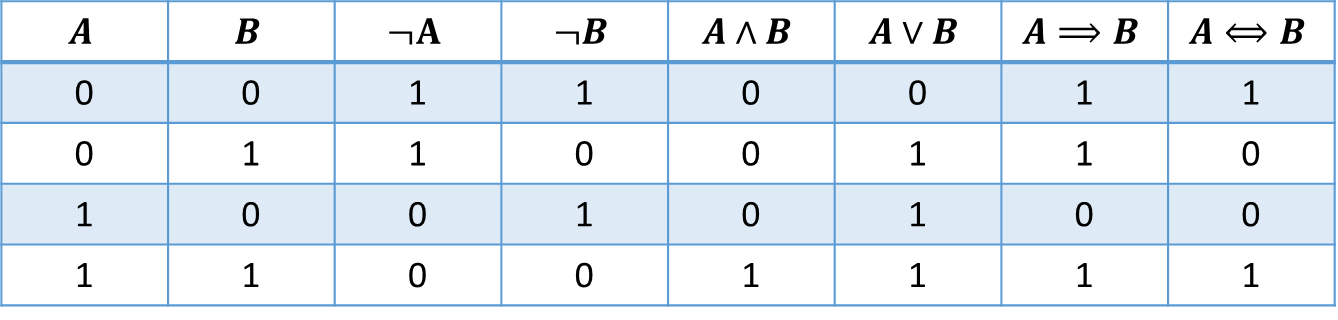 A B ¬A ¬B A ∧ B A ∨ B A ⟹ B A ⟺ B
0 0 1 1 0 0 1 1
0 1 1 0 0 1 1 0
1 0 0 1 0 1 0 0
1 1 0 0 1 1 1 1